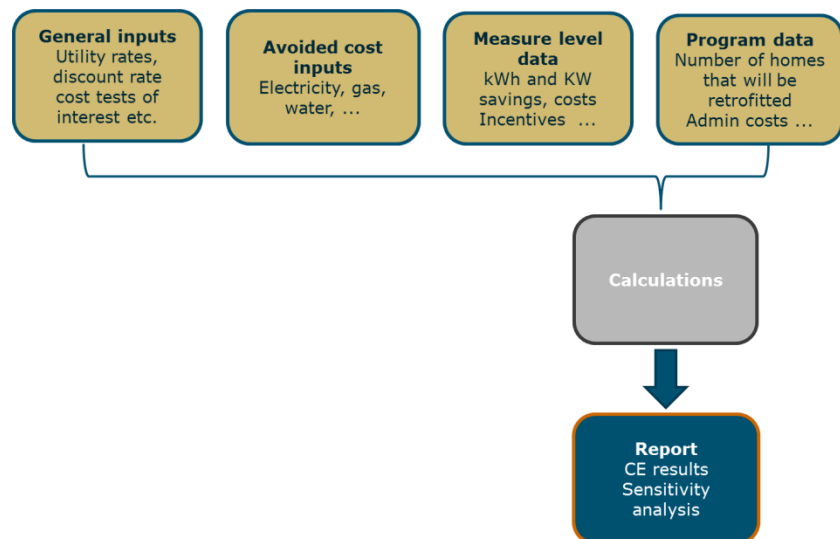 General inputs
Utility rates,
discount rate
cost tests of
interest etc.
Avoided cost
inputs
Electricity, gas,
water, ...
Measure level
data
kWh and KW
savings, costs
Incentives ...
Program data
Number of homes
that will be
retrofitted
Admin costs ...
Calculations
Report
CE results
Sensitivity
analysis